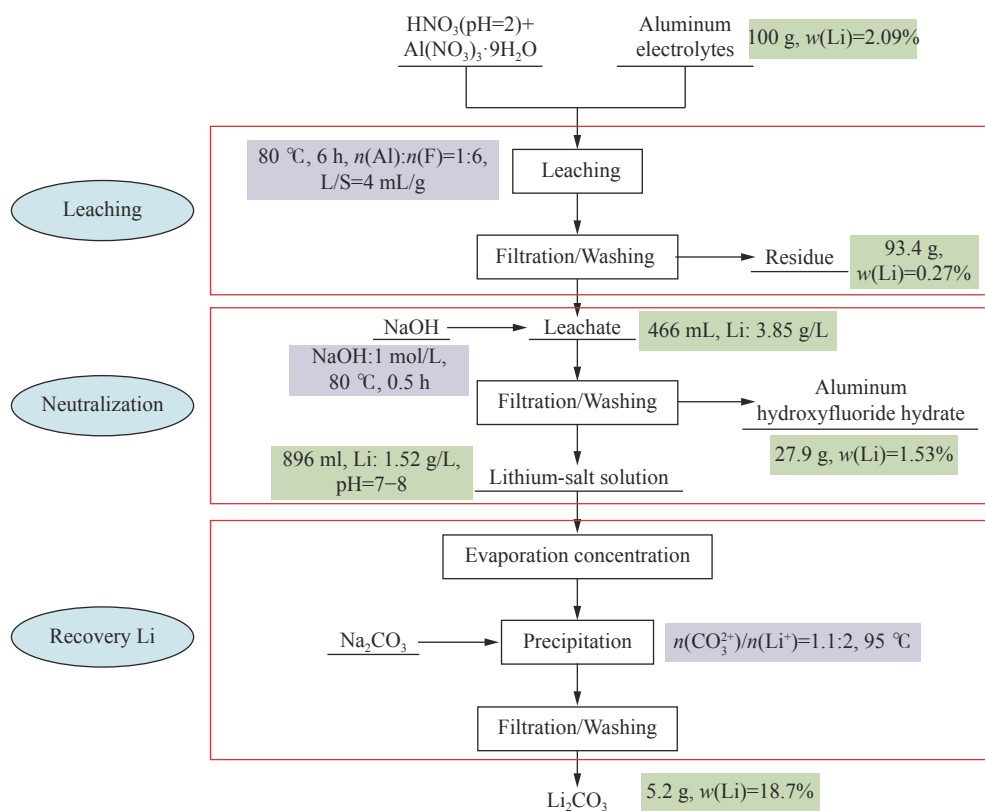 HNO₃(pH=2)+
Al(NO₃)₃·9H₂O
Aluminum
electrolytes
100 g, w(Li)=2.09%
80 ℃, 6 h, n(Al):n(F)=1:6,
L/S=4 mL/g
Leaching
Leaching
Filtration/Washing
Residue
93.4 g,
w(Li)=0.27%
NaOH
Leachate
466 mL, Li: 3.85 g/L
NaOH:1 mol/L,
80 ℃, 0.5 h
Neutralization
Filtration/Washing
Aluminum
hydroxyfluoride hydrate
27.9 g, w(Li)=1.53%
896 ml, Li: 1.52 g/L,
pH=7−8
Lithium-salt solution
Evaporation concentration
Recovery Li
Na₂CO₃
Precipitation
n(CO₃²⁺)/n(Li⁺)=1.1:2, 95 ℃
Filtration/Washing
Li₂CO₃
5.2 g, w(Li)=18.7%